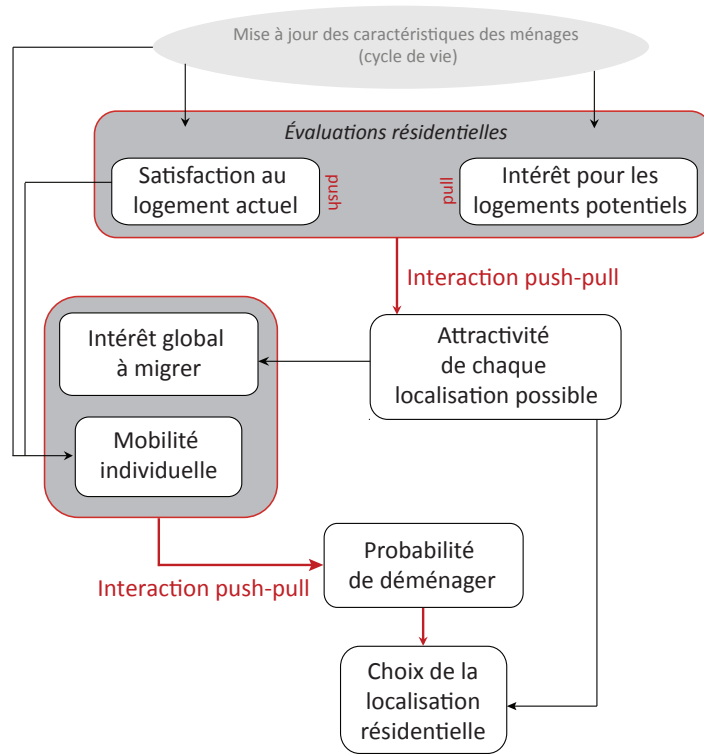 Mise à jour des caractéristiques des ménages
(cycle de vie)
Évaluations résidentielles
Satisfaction au
logement actuel
push
pull
Intérêt pour les
logements potentiels
Interaction push-pull
Intérêt global
à migrer
Attractivité
de chaque
localisation possible
Mobilité
individuelle
Interaction push-pull
Probabilité
de déménager
Choix de la
localisation
résidentielle